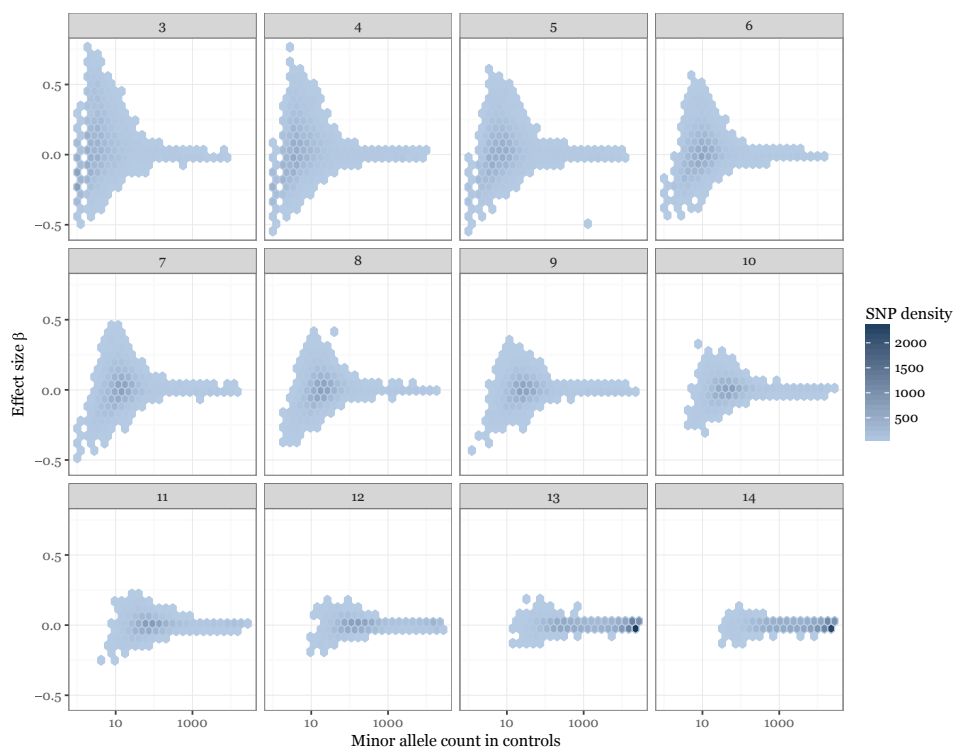 3 4 5 6
0.5
0.0
−0.5
7 8 9 10
0.5
0.0
−0.5
11 12 13 14
0.5
0.0
−0.5
10 1000 10 1000 10 1000 10 1000
Effect size β
Minor allele count in controls
SNP density
2000
1500
1000
500